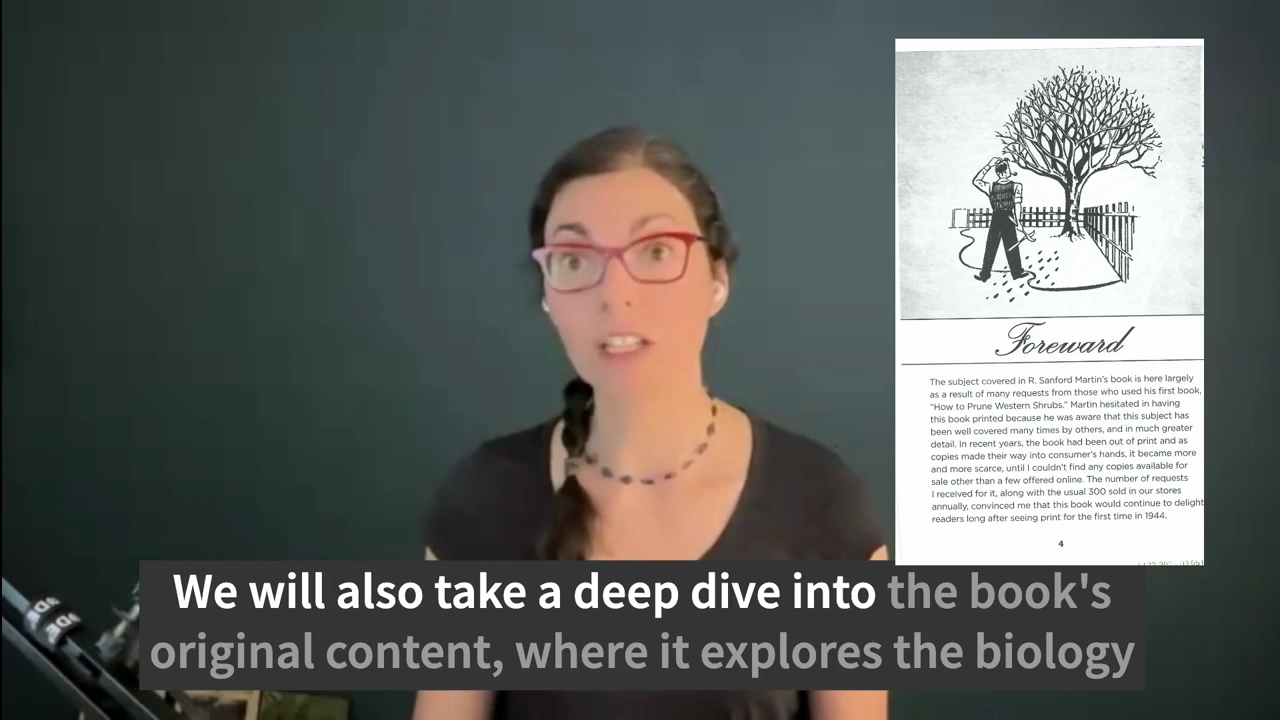 Foreward
The subject covered in R. Sanford Martin's book is here largely
as a result of many requests from those who used his first book,
"How to Prune Western Shrubs." Martin hesitated in having
this book printed because he was aware that this subject has
been well covered many times by others, and in much greater
detail. In recent years, the book had been out of print and as
copies made their way into consumer's hands, it became more
and more scarce, until I couldn't find any copies available for
sale other than a few offered online. The number of requests
I received for it, along with the usual 300 sold in our stores
annually, convinced me that this book would continue to delight
readers long after seeing print for the first time in 1944.
4
We will also take a deep dive into the book's
original content, where it explores the biology